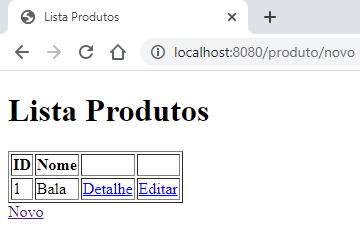 Lista Produtos
localhost:8080/produto/novo
Lista Produtos
ID Nome
1 Bala Detalhe Editar
Novo